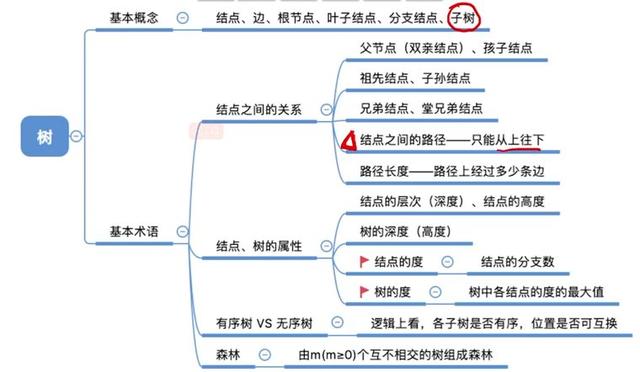 树
基本概念
结点、边、根节点、叶子结点、分支结点、子树
基本术语
结点之间的关系
父节点（双亲结点）、孩子结点
祖先结点、子孙结点
兄弟结点、堂兄弟结点
结点之间的路径——只能从上往下
路径长度——路径上经过多少条边
结点、树的属性
结点的层次（深度）、结点的高度
树的深度（高度）
结点的度
结点的分支数
树的度
树中各结点的度的最大值
有序树 VS 无序树
逻辑上看，各子树是否有序，位置是否可互换
森林
由m(m≥0)个互不相交的树组成森林